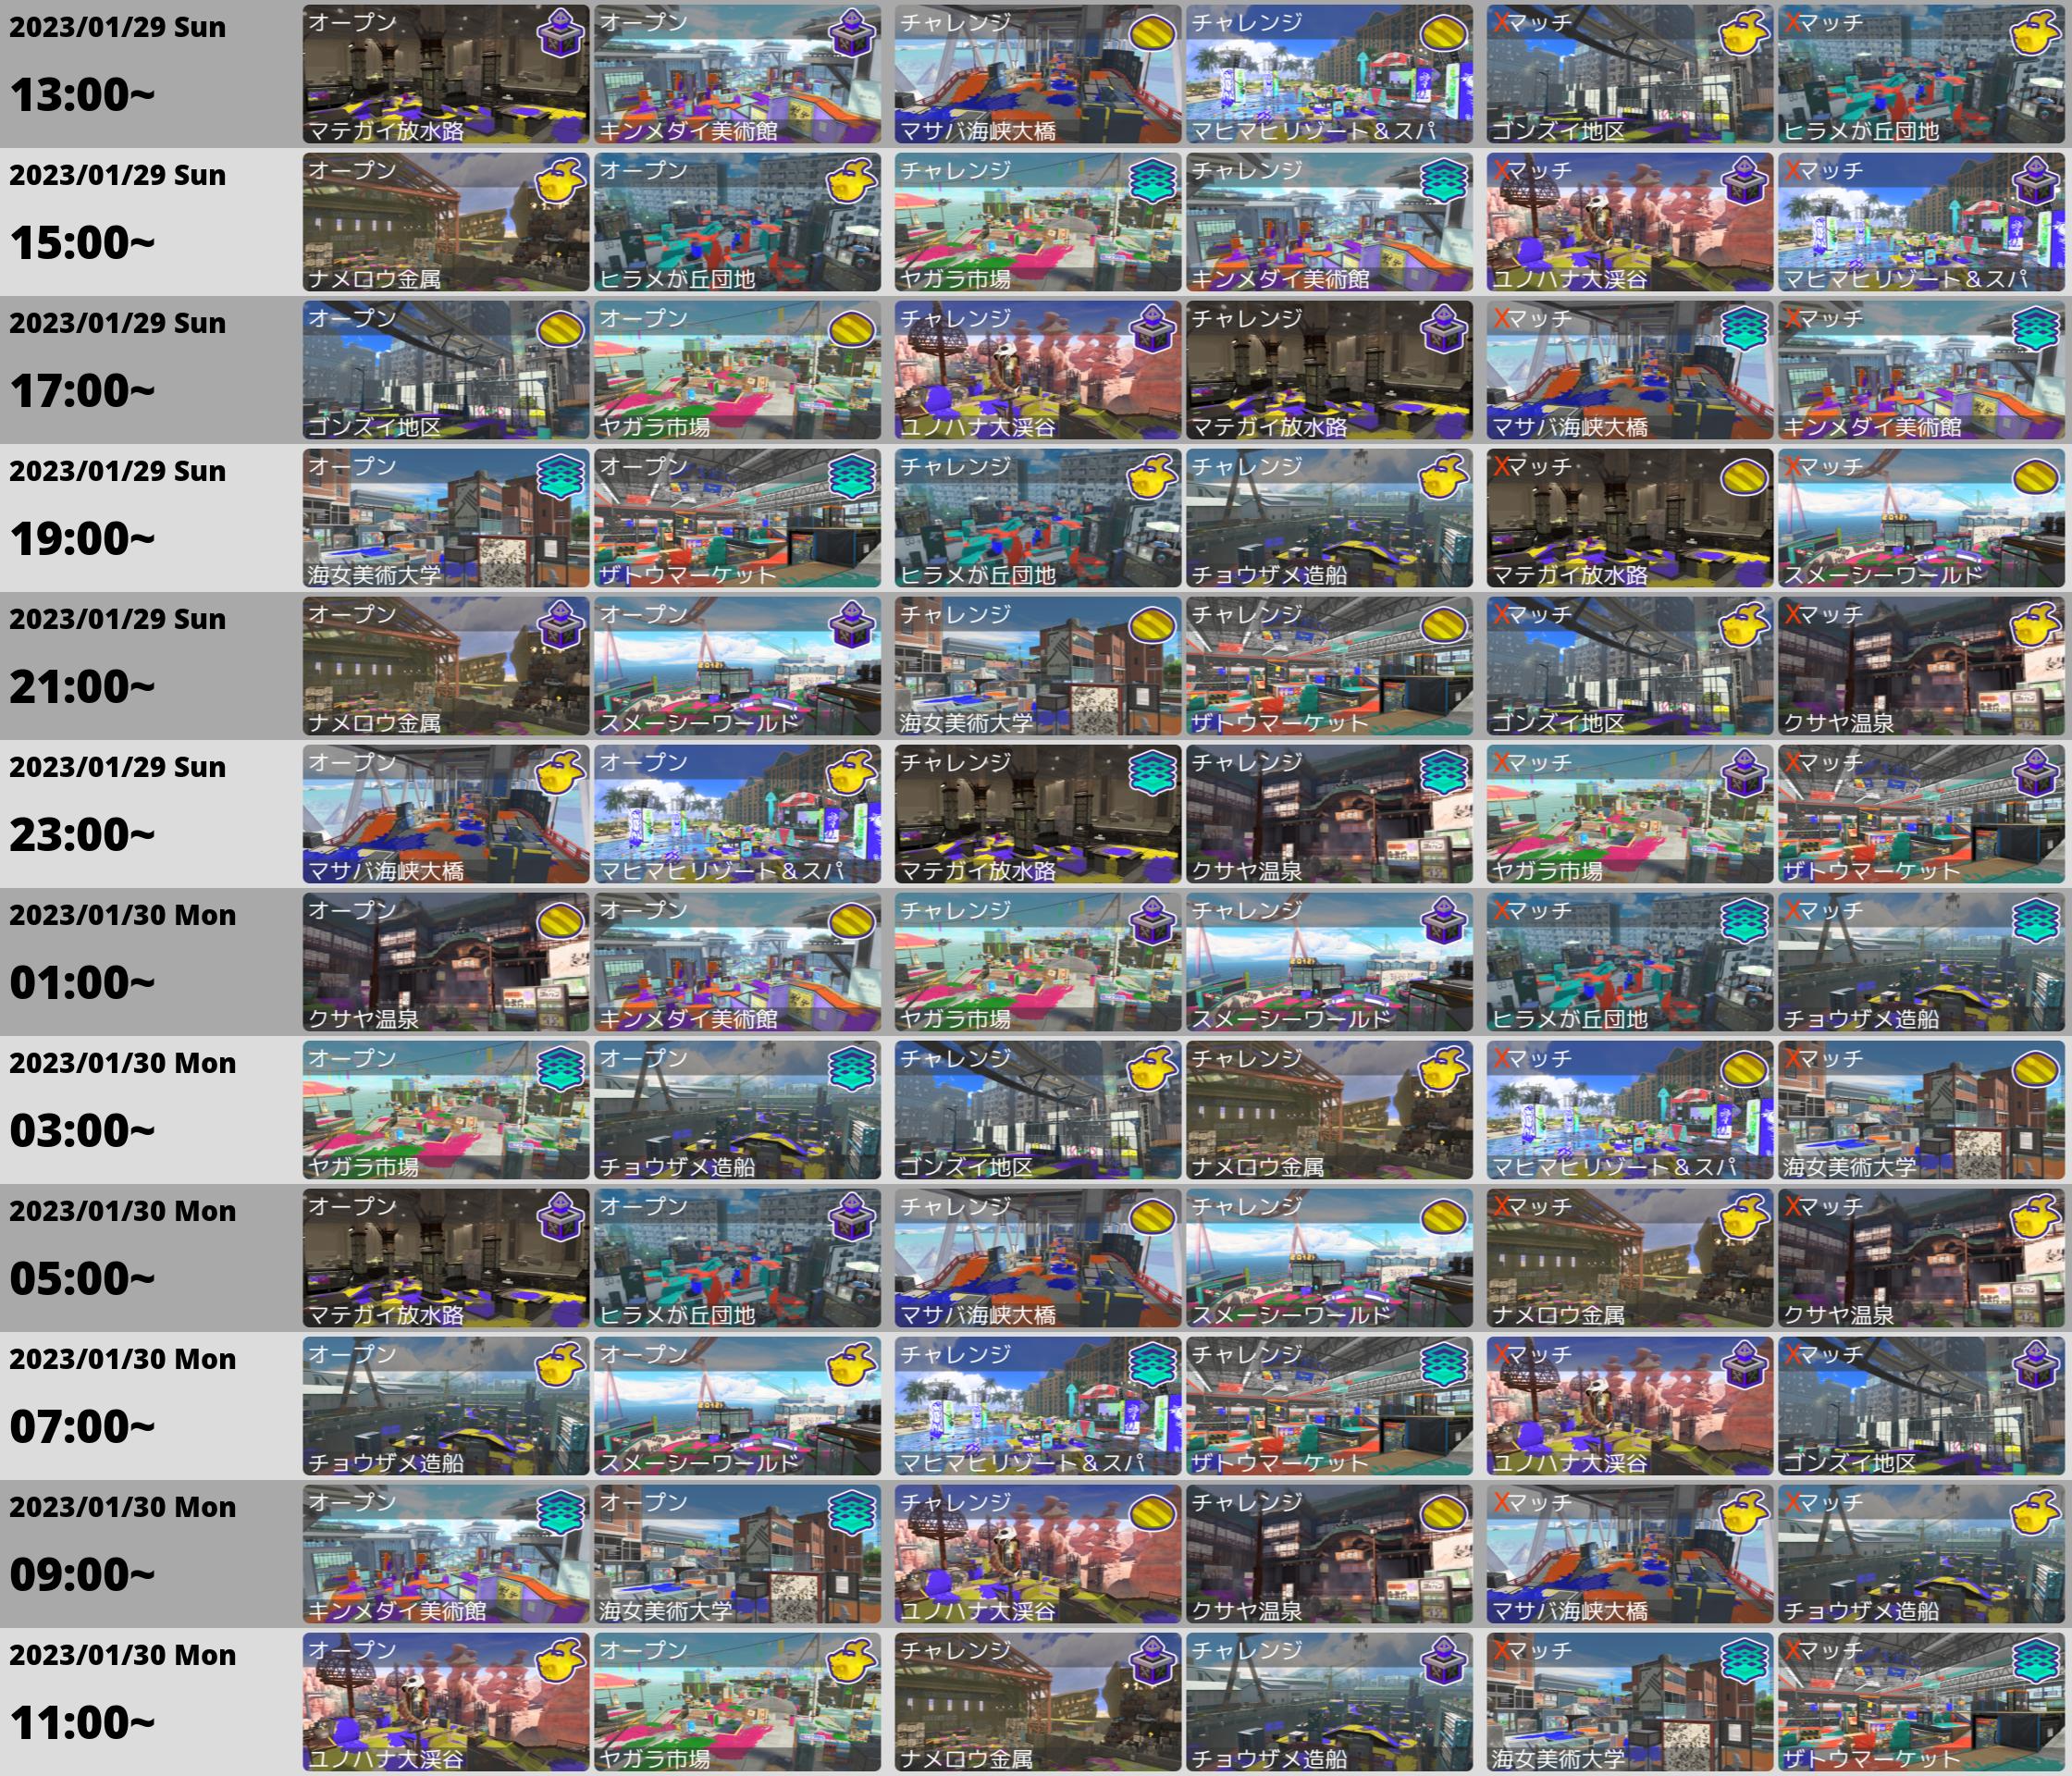 2023/01/29 Sun
13:00~
オープン オープン チャレンジ チャレンジ Xマッチ Xマッチ
マテガイ放水路 キンメダイ美術館 マサバ海峡大橋 マヒマヒリゾート＆スパ ゴンズイ地区 ヒラメが丘団地
2023/01/29 Sun
15:00~
オープン オープン チャレンジ チャレンジ Xマッチ Xマッチ
ナメロウ金属 ヒラメが丘団地 ヤガラ市場 キンメダイ美術館 ユノハナ大渓谷 マヒマヒリゾート＆スパ
2023/01/29 Sun
17:00~
オープン オープン チャレンジ チャレンジ Xマッチ Xマッチ
ゴンズイ地区 ヤガラ市場 ユノハナ大渓谷 マテガイ放水路 マサバ海峡大橋 キンメダイ美術館
2023/01/29 Sun
19:00~
オープン オープン チャレンジ チャレンジ Xマッチ Xマッチ
海女美術大学 ザトウマーケット ヒラメが丘団地 チョウザメ造船 マテガイ放水路 スメーシーワールド
2023/01/29 Sun
21:00~
オープン オープン チャレンジ チャレンジ Xマッチ Xマッチ
ナメロウ金属 スメーシーワールド 海女美術大学 ザトウマーケット ゴンズイ地区 クサヤ温泉
2023/01/29 Sun
23:00~
オープン オープン チャレンジ チャレンジ Xマッチ Xマッチ
マサバ海峡大橋 マヒマヒリゾート＆スパ マテガイ放水路 クサヤ温泉 ヤガラ市場 ザトウマーケット
2023/01/30 Mon
01:00~
オープン オープン チャレンジ チャレンジ Xマッチ Xマッチ
クサヤ温泉 キンメダイ美術館 ヤガラ市場 スメーシーワールド ヒラメが丘団地 チョウザメ造船
2023/01/30 Mon
03:00~
オープン オープン チャレンジ チャレンジ Xマッチ Xマッチ
ヤガラ市場 チョウザメ造船 ゴンズイ地区 ナメロウ金属 マヒマヒリゾート＆スパ 海女美術大学
2023/01/30 Mon
05:00~
オープン オープン チャレンジ チャレンジ Xマッチ Xマッチ
マテガイ放水路 ヒラメが丘団地 マサバ海峡大橋 スメーシーワールド ナメロウ金属 クサヤ温泉
2023/01/30 Mon
07:00~
オープン オープン チャレンジ チャレンジ Xマッチ Xマッチ
チョウザメ造船 スメーシーワールド マヒマヒリゾート＆スパ ザトウマーケット ユノハナ大渓谷 ゴンズイ地区
2023/01/30 Mon
09:00~
オープン オープン チャレンジ チャレンジ Xマッチ Xマッチ
キンメダイ美術館 海女美術大学 ユノハナ大渓谷 クサヤ温泉 マサバ海峡大橋 チョウザメ造船
2023/01/30 Mon
11:00~
オープン オープン チャレンジ チャレンジ Xマッチ Xマッチ
ユノハナ大渓谷 ヤガラ市場 ナメロウ金属 チョウザメ造船 海女美術大学 ザトウマーケット